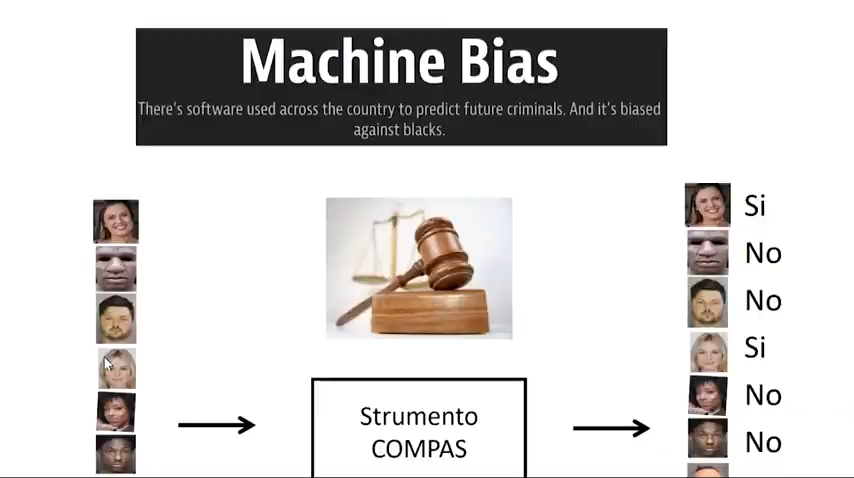 Machine Bias
There's software used across the country to predict future criminals. And it's biased
against blacks.
Si
No
No
Si
No
No
Strumento
COMPAS